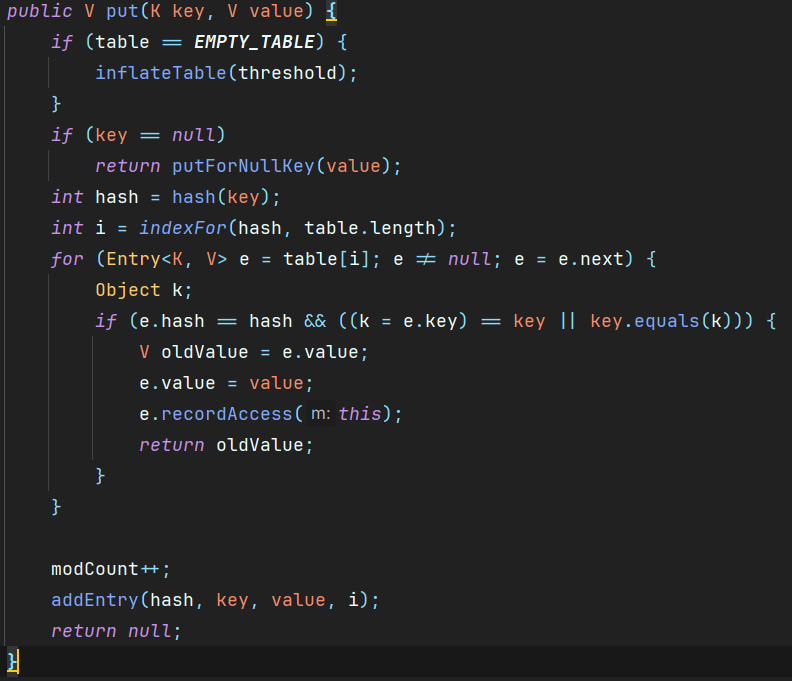 public V put(K key, V value) {
    if (table == EMPTY_TABLE) {
        inflateTable(threshold);
    }
    if (key == null)
        return putForNullKey(value);
    int hash = hash(key);
    int i = indexFor(hash, table.length);
    for (Entry<K, V> e = table[i]; e != null; e = e.next) {
        Object k;
        if (e.hash == hash && ((k = e.key) == key || key.equals(k))) {
            V oldValue = e.value;
            e.value = value;
            e.recordAccess( m: this);
            return oldValue;
        }
    }

    modCount++;
    addEntry(hash, key, value, i);
    return null;
}